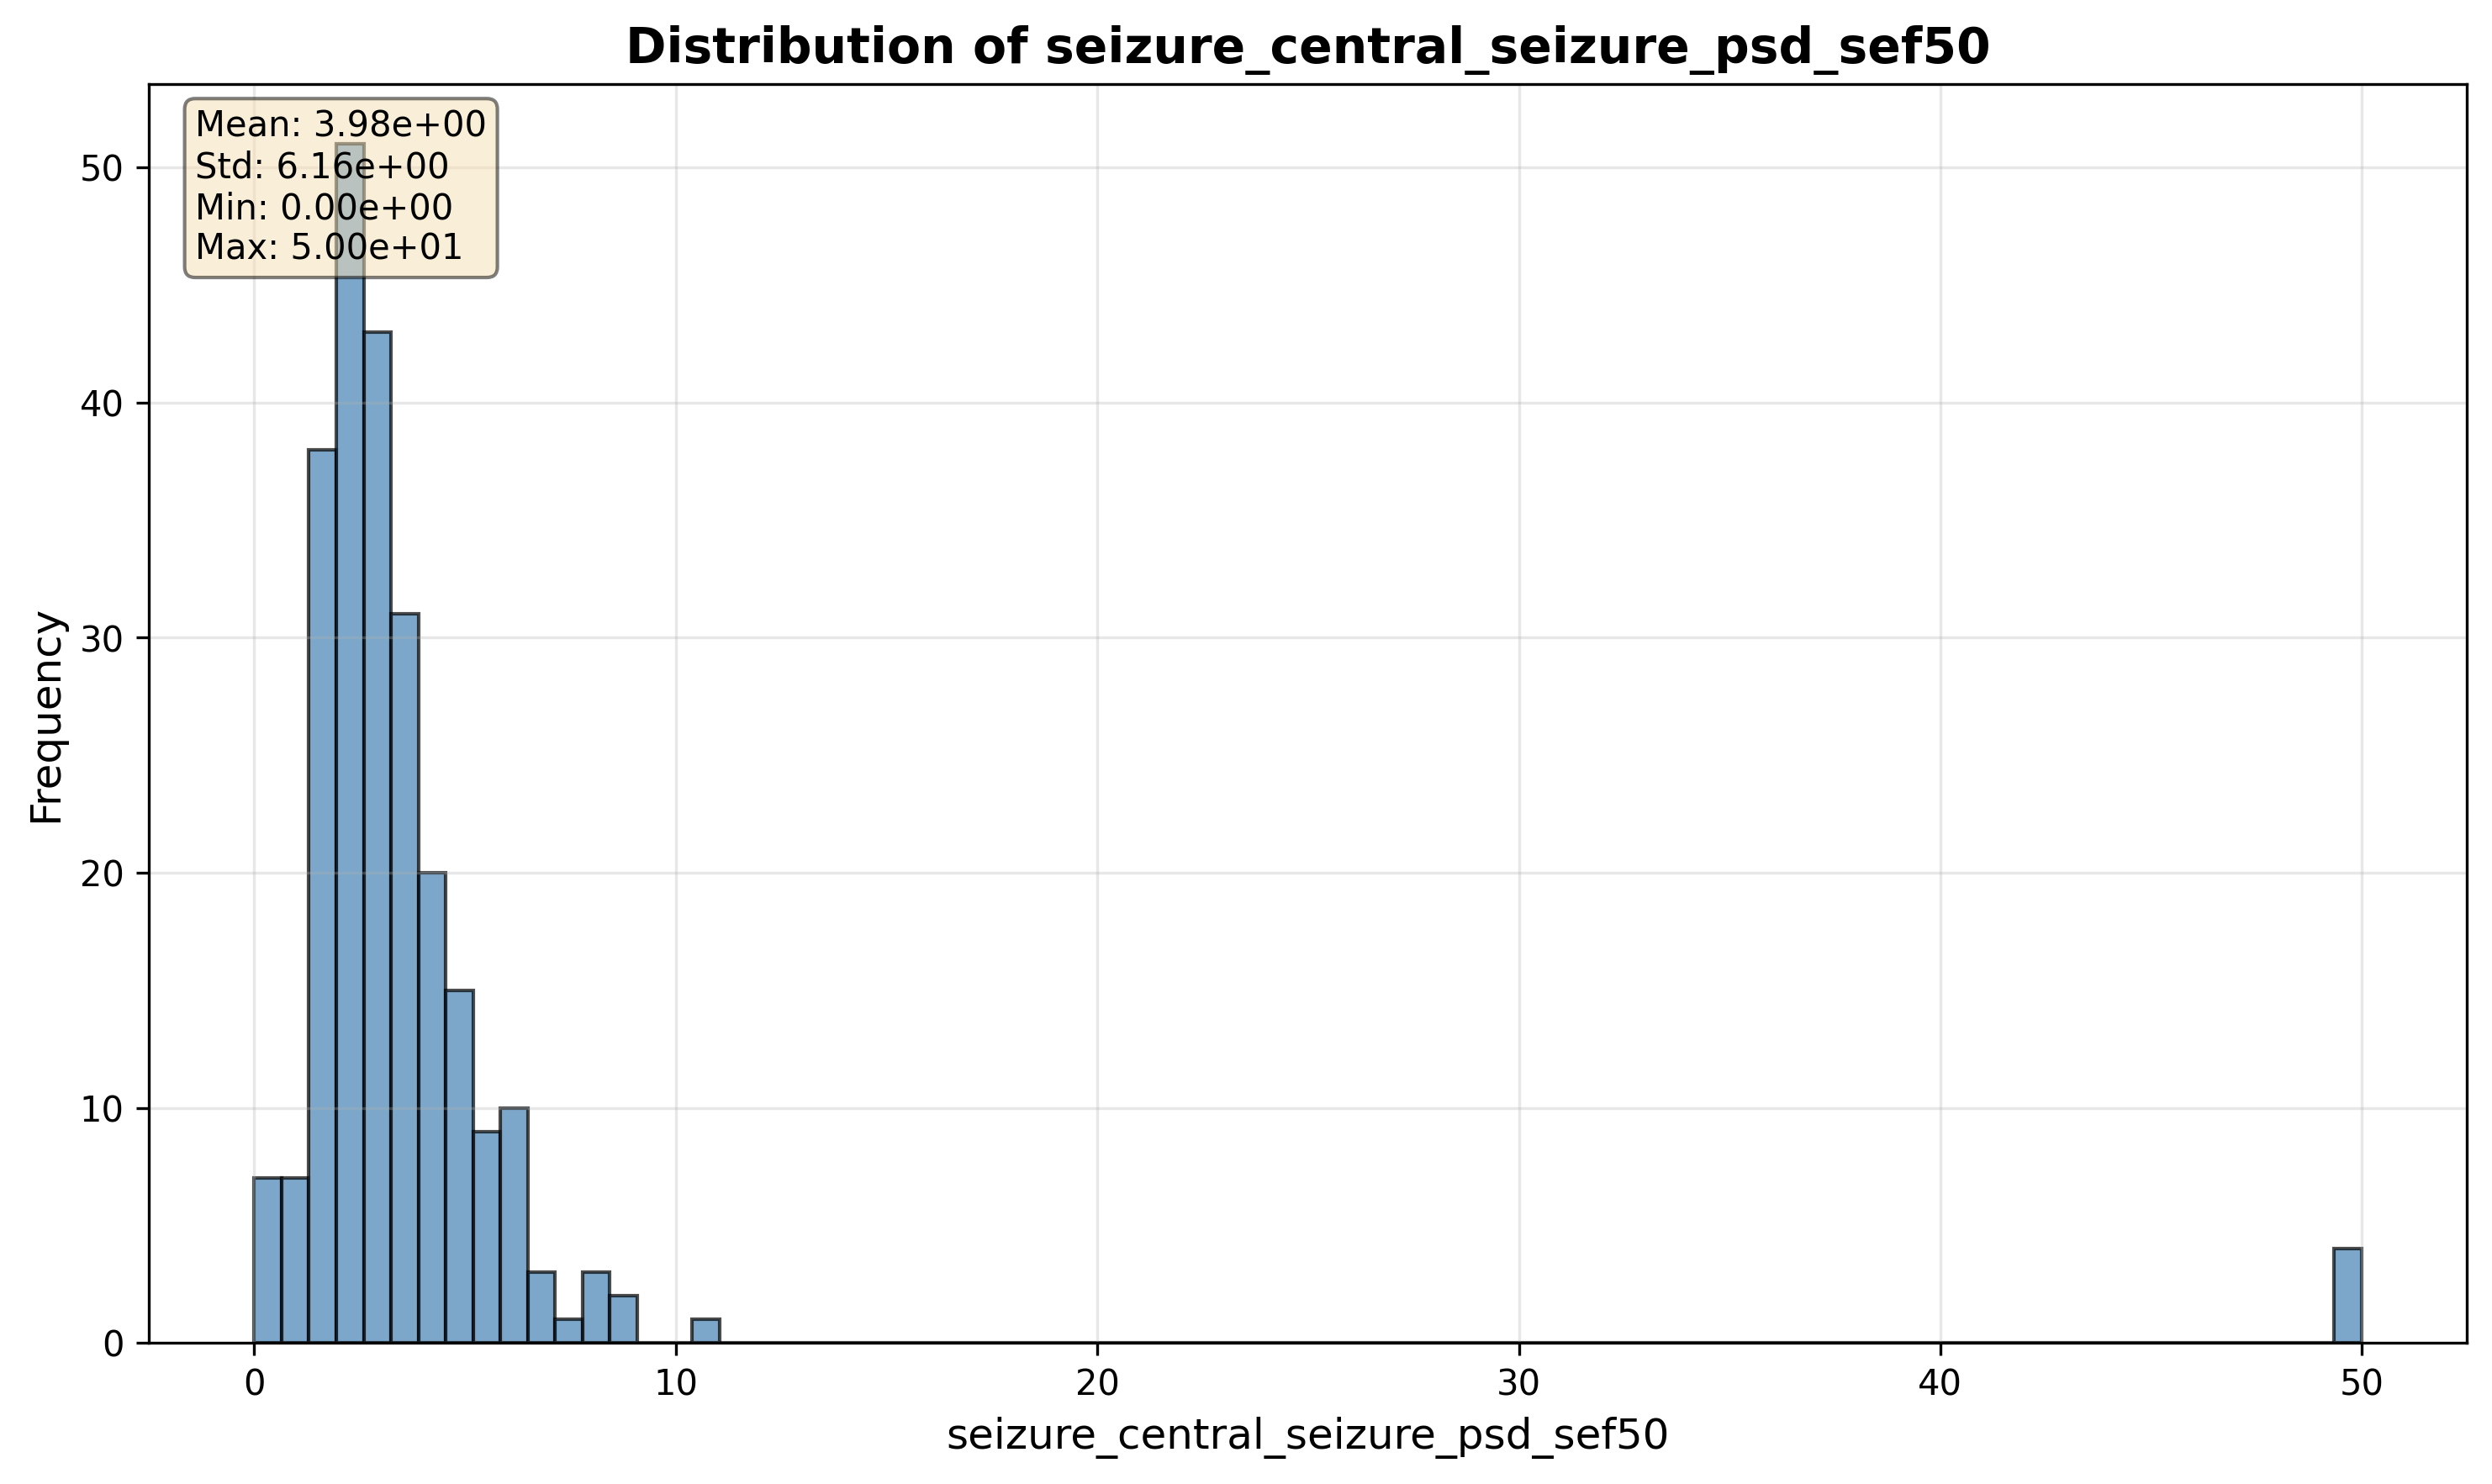 Distribution of seizure_central_seizure_psd_sef50
Mean: 3.98e+00
Std: 6.16e+00
Min: 0.00e+00
Max: 5.00e+01
Frequency
50
40
30
20
10
0
0 10 20 30 40 50
seizure_central_seizure_psd_sef50